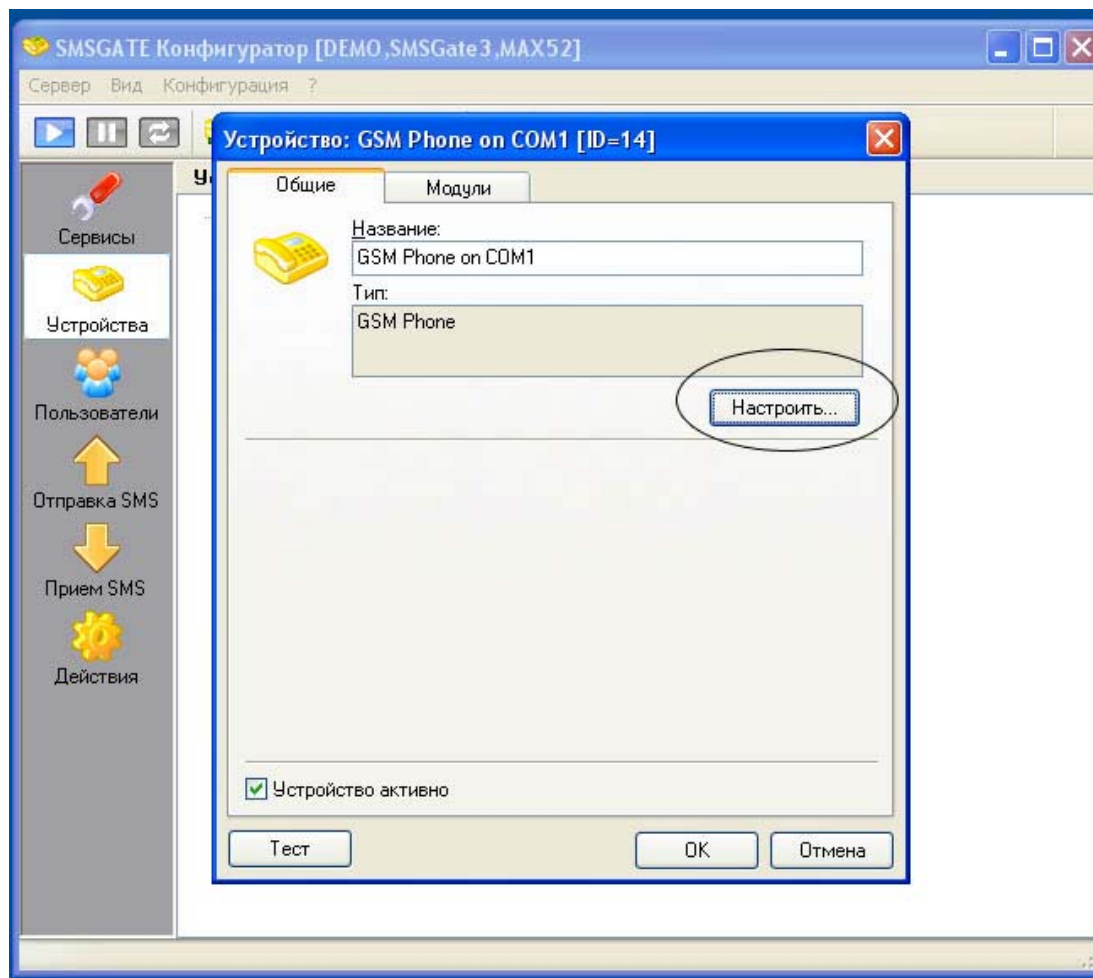 SMSGATE Конфигуратор [DEMO,SMSGate3,MAX52]
Сервер Вид Конфигурация ?
Устройство: GSM Phone on COM1 [ID=14]
Общие Модули
Название:
GSM Phone on COM1
Тип:
GSM Phone
Настроить...
Устройство активно
Тест OK Отмена
Сервисы
Устройства
Пользователи
Отправка SMS
Прием SMS
Действия